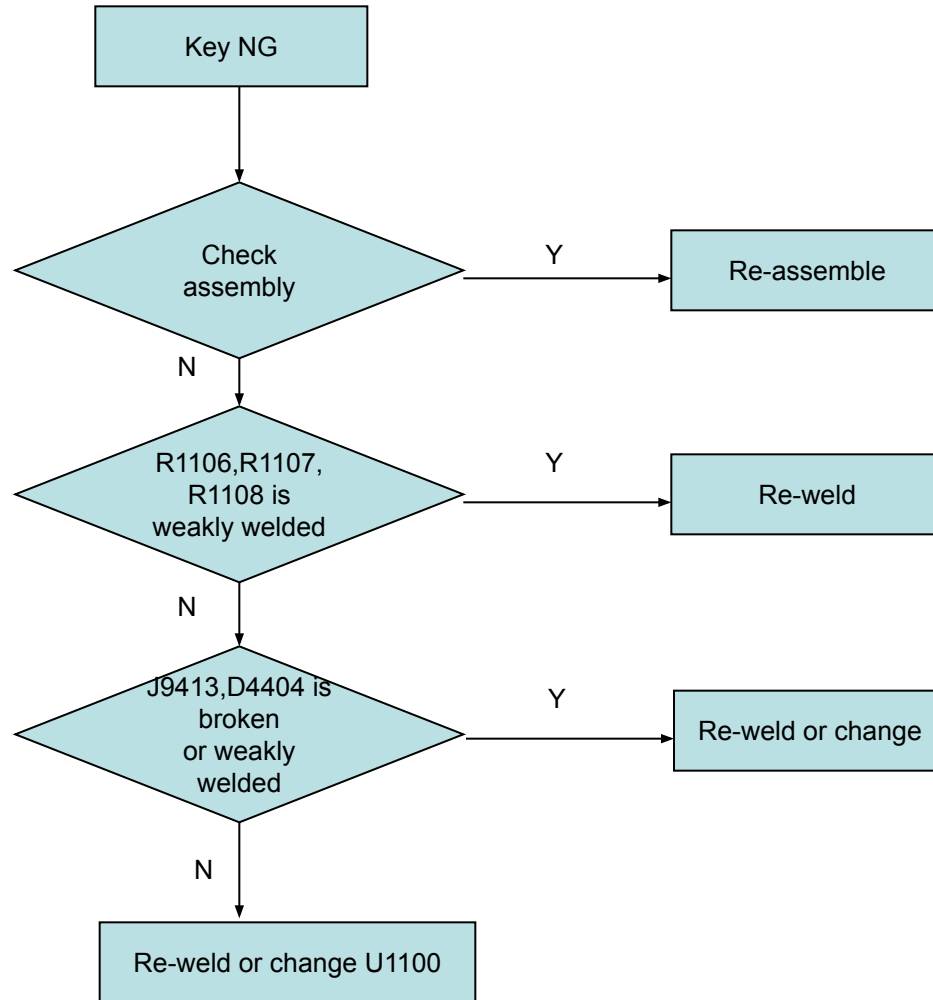 Key NG
Check
assembly
Y
Re-assemble
N
R1106,R1107,
R1108 is
weakly welded
Y
Re-weld
N
J9413,D4404 is
broken
or weakly
welded
Y
Re-weld or change
N
Re-weld or change U1100